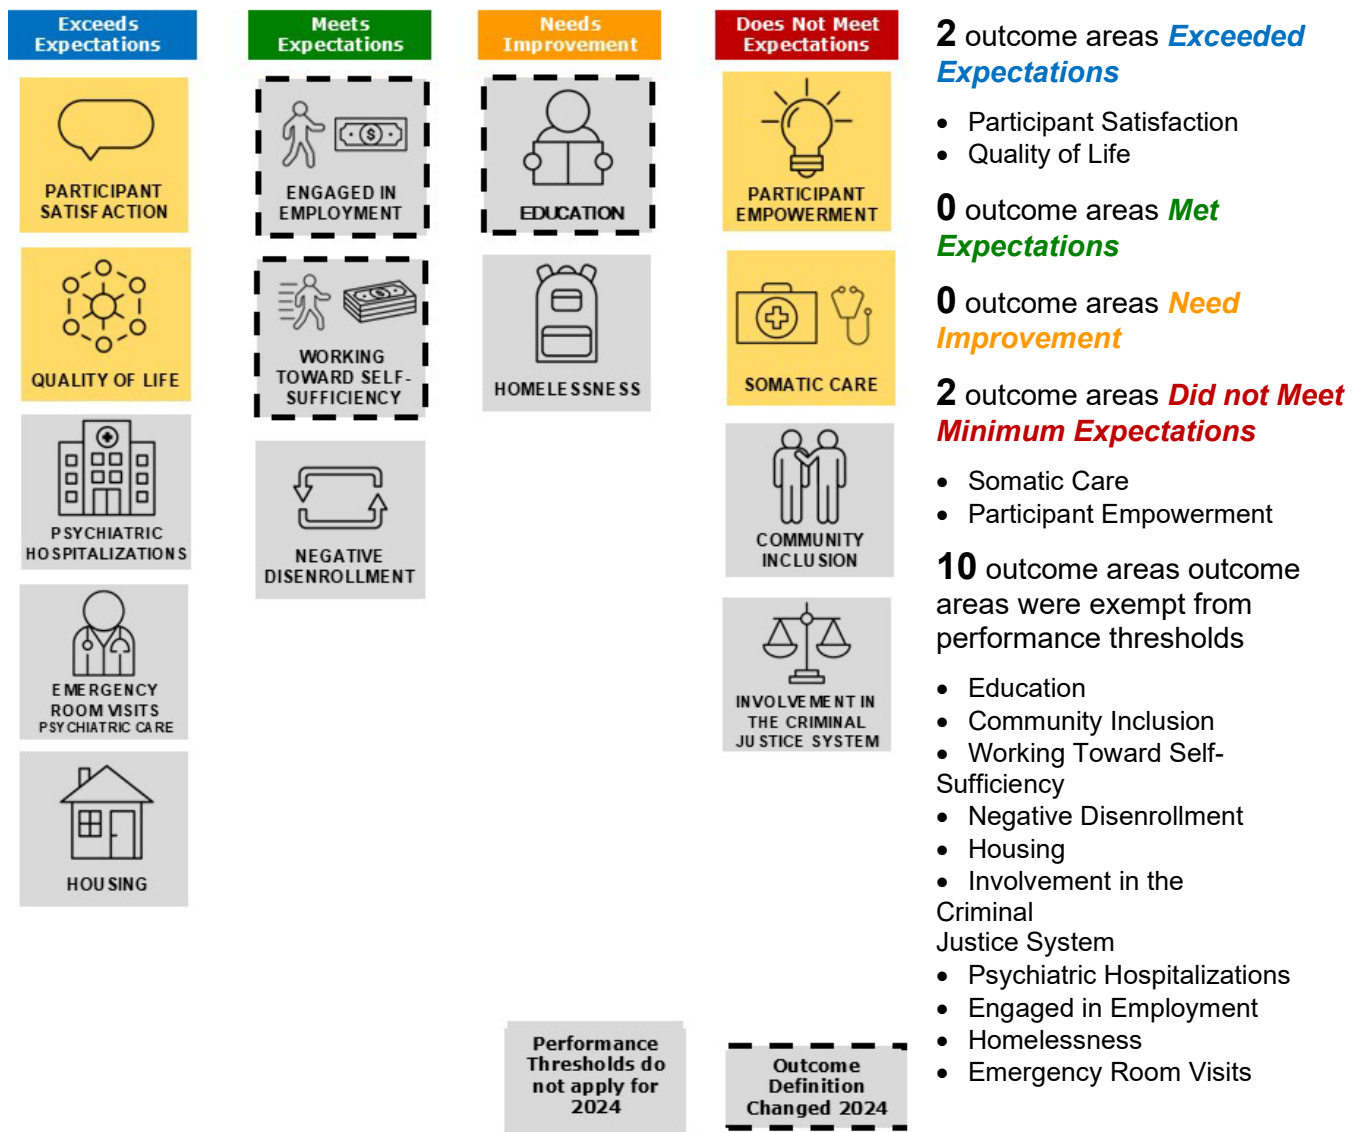 Exceeds
Expectations
PARTICIPANT
SATISFACTION
QUALITY OF LIFE
PSYCHIATRIC
HOSPITALIZATIONS
EMERGENCY
ROOM VISITS
PSYCHIATRIC CARE
HOUSING
Meets
Expectations
$
ENGAGED IN
EMPLOYMENT
$
WORKING
TOWARD SELF-
SUFFICIENCY
NEGATIVE
DISENROLLMENT
Needs
Improvement
EDUCATION
HOMELESSNESS
Does Not Meet
Expectations
PARTICIPANT
EMPOWERMENT
SOMATIC CARE
COMMUNITY
INCLUSION
INVOLVEMENT IN
THE CRIMINAL
JUSTICE SYSTEM
Performance
Thresholds do
not apply for
2024
Outcome
Definition
Changed 2024
2 outcome areas Exceeded
Expectations
• Participant Satisfaction
• Quality of Life
0 outcome areas Met
Expectations
0 outcome areas Need
Improvement
2 outcome areas Did not Meet
Minimum Expectations
• Somatic Care
• Participant Empowerment
10 outcome areas outcome
areas were exempt from
performance thresholds
• Education
• Community Inclusion
• Working Toward Self-
Sufficiency
• Negative Disenrollment
• Housing
• Involvement in the
Criminal
Justice System
• Psychiatric Hospitalizations
• Engaged in Employment
• Homelessness
• Emergency Room Visits